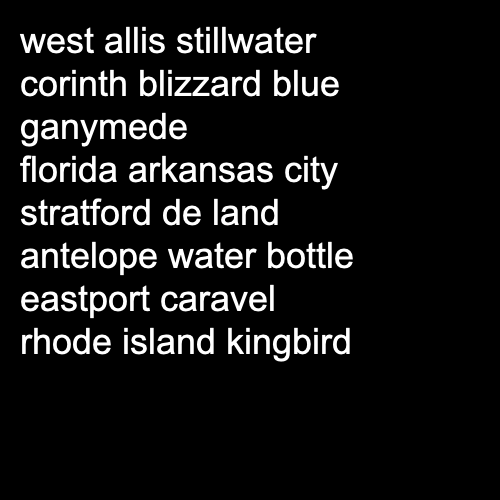 west allis stillwater
corinth blizzard blue
ganymede
florida arkansas city
stratford de land
antelope water bottle
eastport caravel
rhode island kingbird